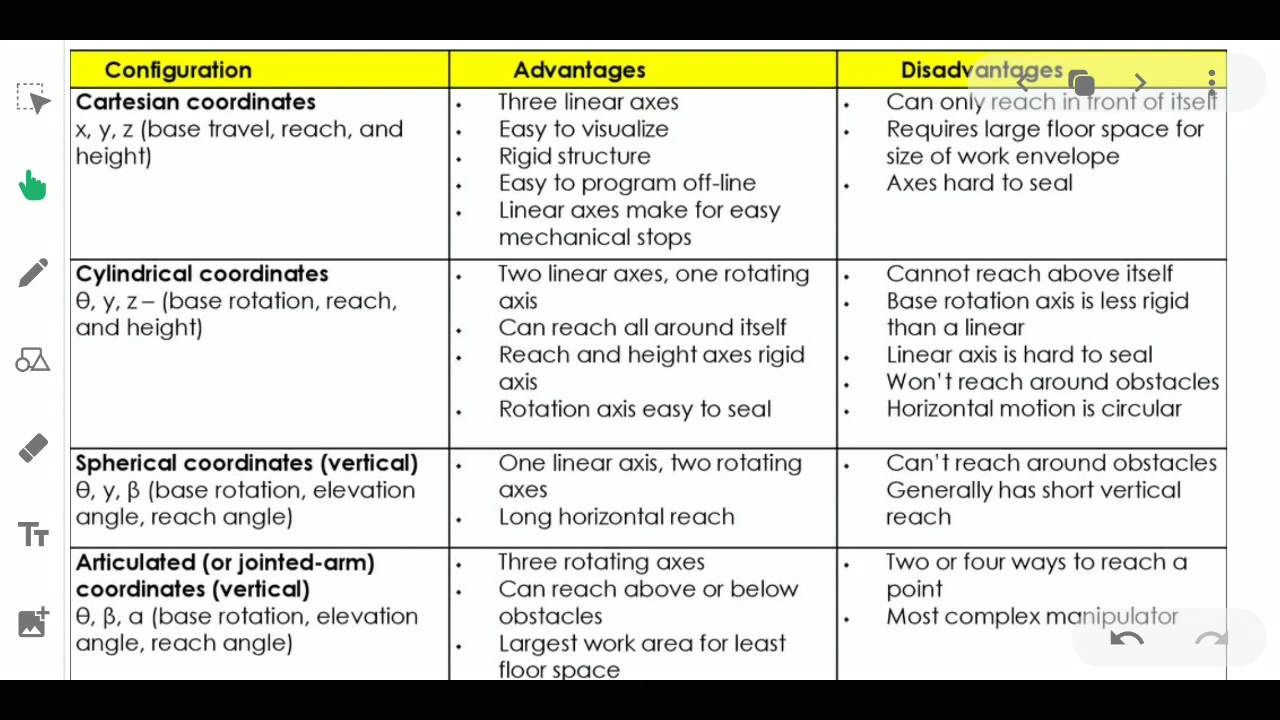 Configuration
Advantages
Disadvantages
Cartesian coordinates
x, y, z (base travel, reach, and
height)
• Three linear axes
• Easy to visualize
• Rigid structure
• Easy to program off-line
• Linear axes make for easy
mechanical stops
• Can only reach in front of itself
• Requires large floor space for
size of work envelope
• Axes hard to seal
Cylindrical coordinates
θ, y, z – (base rotation, reach,
and height)
• Two linear axes, one rotating
axis
• Can reach all around itself
• Reach and height axes rigid
axis
• Rotation axis easy to seal
• Cannot reach above itself
• Base rotation axis is less rigid
than a linear
• Linear axis is hard to seal
• Won't reach around obstacles
• Horizontal motion is circular
Spherical coordinates (vertical)
θ, y, β (base rotation, elevation
angle, reach angle)
• One linear axis, two rotating
axes
• Long horizontal reach
• Can't reach around obstacles
Generally has short vertical
reach
Articulated (or jointed-arm)
coordinates (vertical)
θ, β, α (base rotation, elevation
angle, reach angle)
• Three rotating axes
• Can reach above or below
obstacles
• Largest work area for least
floor space
• Two or four ways to reach a
point
• Most complex manipulator
Tт